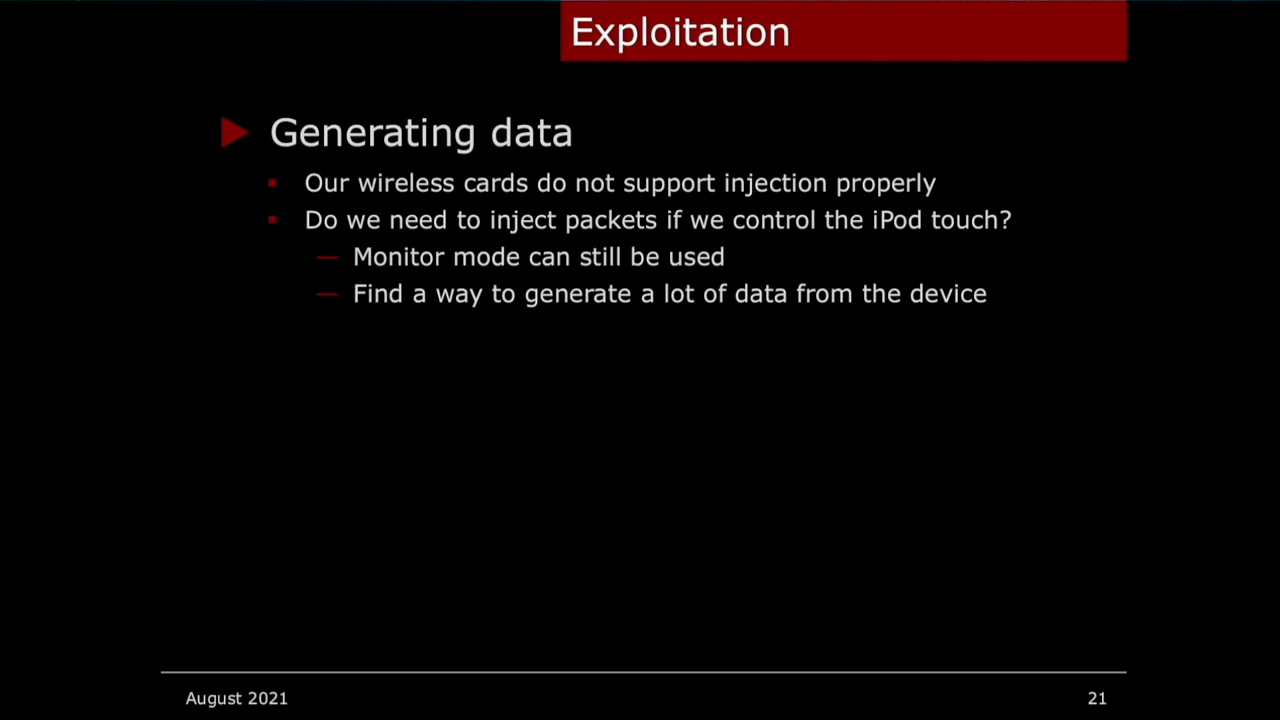 Exploitation
Generating data
Our wireless cards do not support injection properly
Do we need to inject packets if we control the iPod touch?
Monitor mode can still be used
Find a way to generate a lot of data from the device
August 2021
21